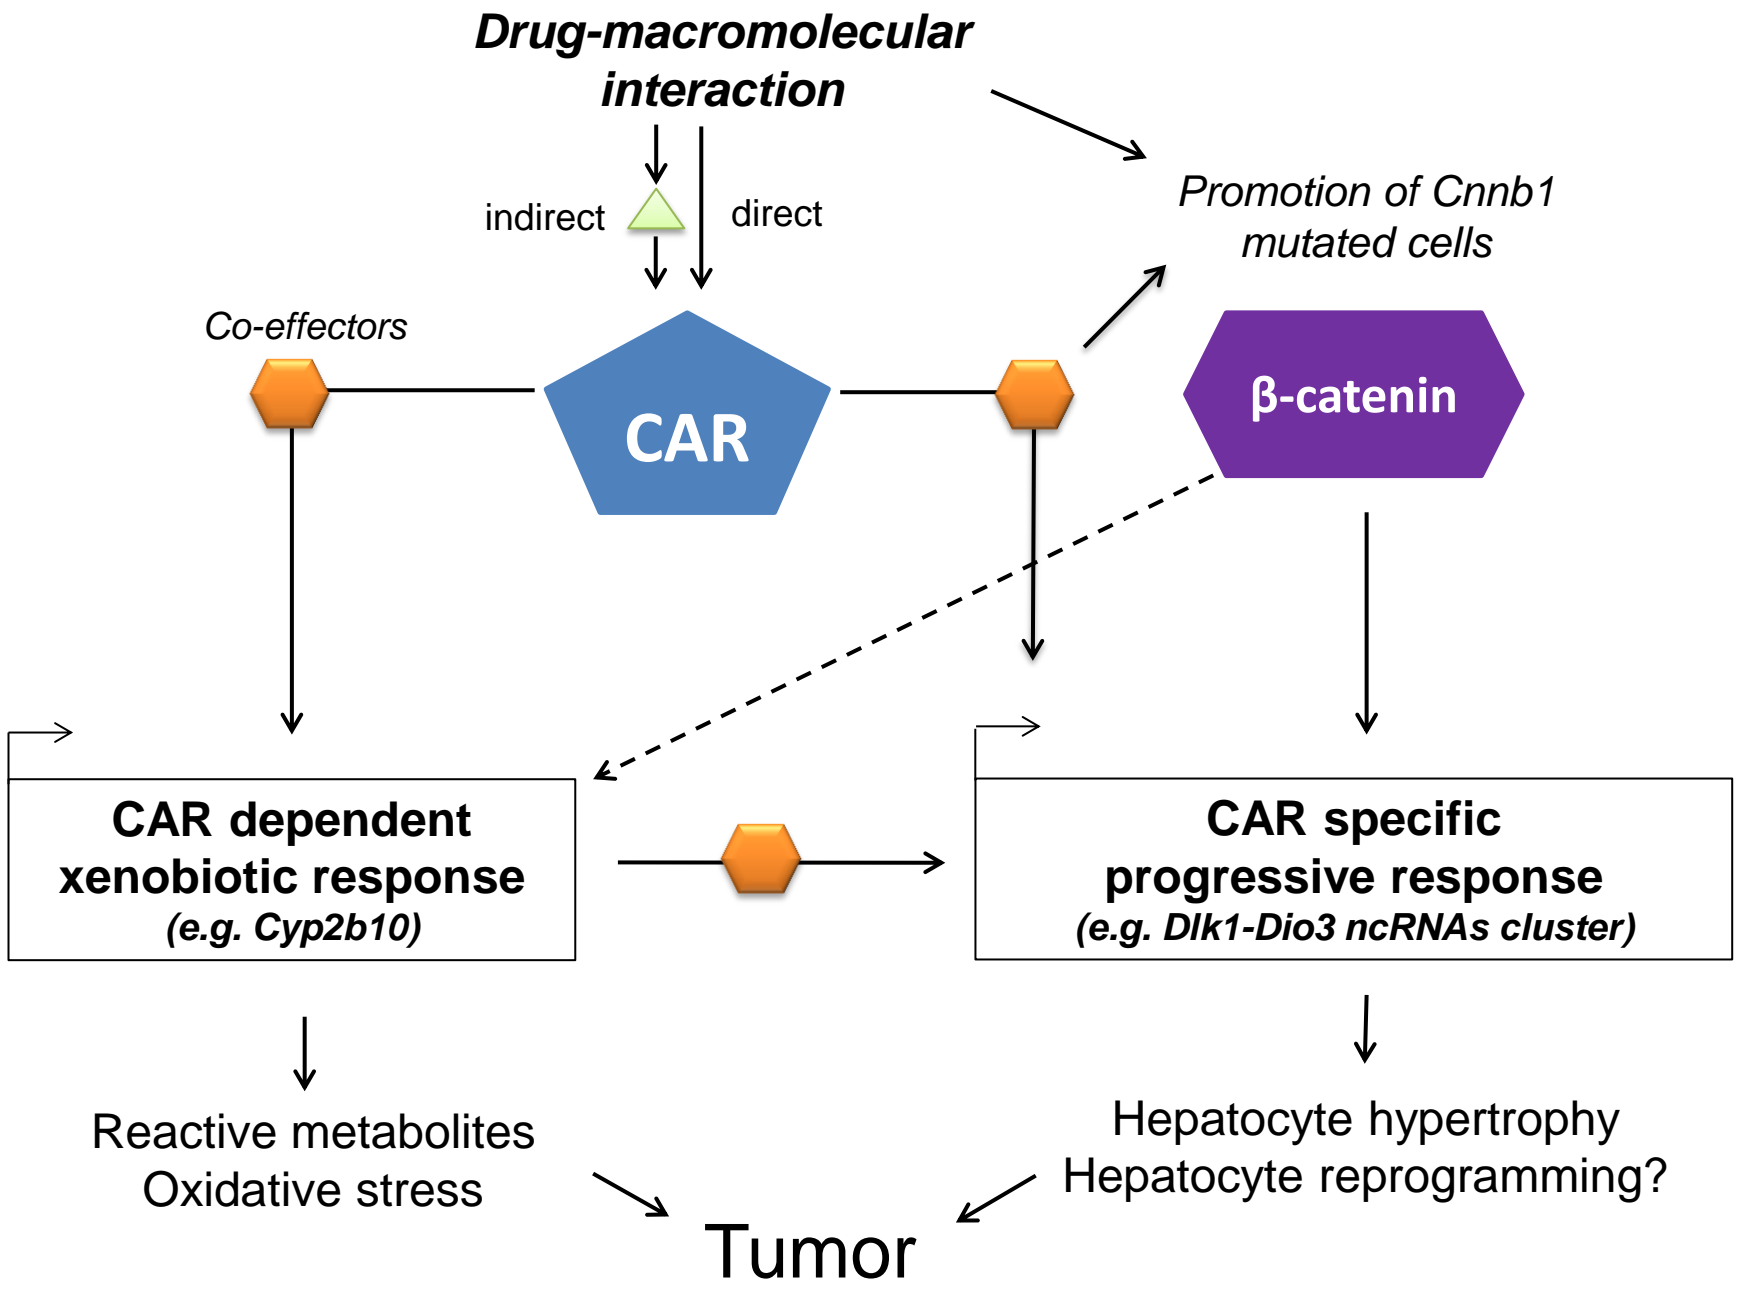 Drug-macromolecular
interaction
indirect
direct
Promotion of Cnnb1
mutated cells
Co-effectors
CAR
β-catenin
CAR dependent
xenobiotic response
(e.g. Cyp2b10)
CAR specific
progressive response
(e.g. Dlk1-Dio3 ncRNAs cluster)
Reactive metabolites
Oxidative stress
Hepatocyte hypertrophy
Hepatocyte reprogramming?
Tumor